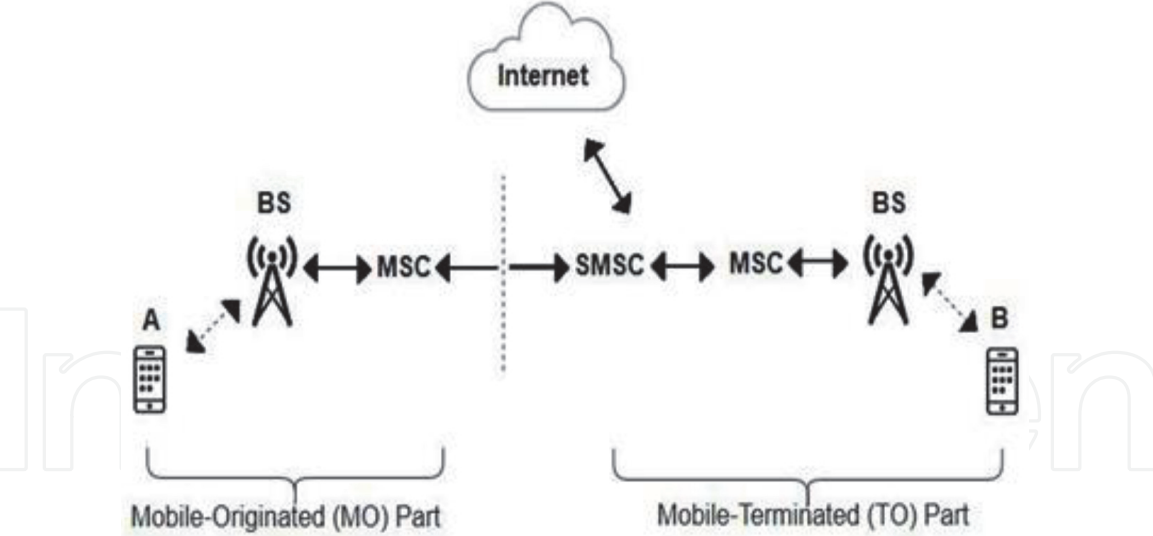 Internet
BS
BS
MSC
SMSC
MSC
A
B
Mobile-Originated (MO) Part
Mobile-Terminated (TO) Part